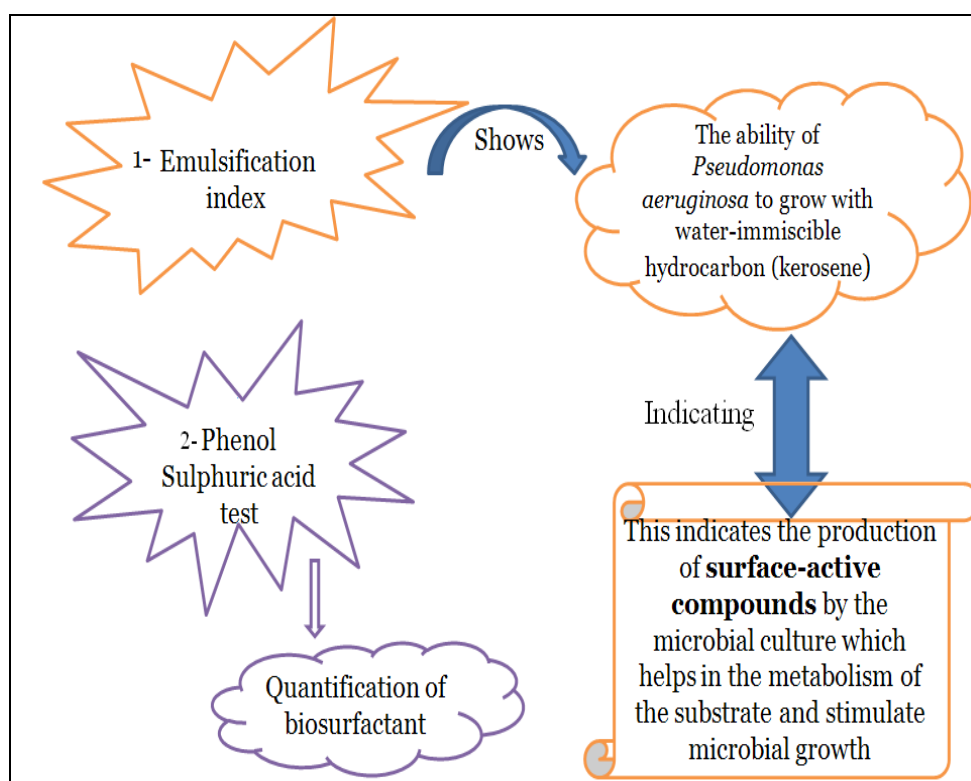 1- Emulsification
index
Shows
The ability of
Pseudomonas
aeruginosa to grow with
water-immiscible
hydrocarbon (kerosene)
Indicating
This indicates the production
of surface-active
compounds by the
microbial culture which
helps in the metabolism of
the substrate and stimulate
microbial growth
2- Phenol
Sulphuric acid
test
Quantification of
biosurfactant